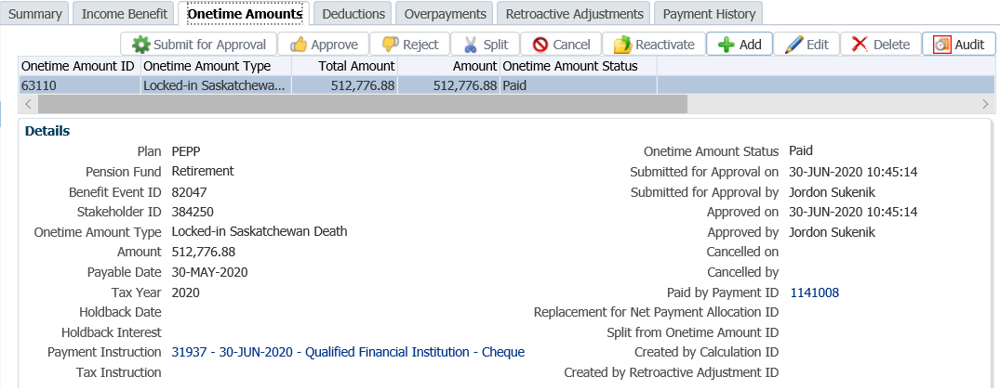 Summary Income Benefit Onetime Amounts Deductions Overpayments Retroactive Adjustments Payment History
Submit for Approval Approve Reject Split Cancel Reactivate Add Edit Delete Audit
Onetime Amount ID Onetime Amount Type Total Amount Amount Onetime Amount Status
63110 Locked-in Saskatchewa... 512,776.88 512,776.88 Paid
Details
Plan PEPP
Pension Fund Retirement
Benefit Event ID 82047
Stakeholder ID 384250
Onetime Amount Type Locked-in Saskatchewan Death
Amount 512,776.88
Payable Date 30-MAY-2020
Tax Year 2020
Holdback Date
Holdback Interest
Payment Instruction 31937 - 30-JUN-2020 - Qualified Financial Institution - Cheque
Tax Instruction
Onetime Amount Status Paid
Submitted for Approval on 30-JUN-2020 10:45:14
Submitted for Approval by Jordon Sukenik
Approved on 30-JUN-2020 10:45:14
Approved by Jordon Sukenik
Cancelled on
Cancelled by
Paid by Payment ID 1141008
Replacement for Net Payment Allocation ID
Split from Onetime Amount ID
Created by Calculation ID
Created by Retroactive Adjustment ID